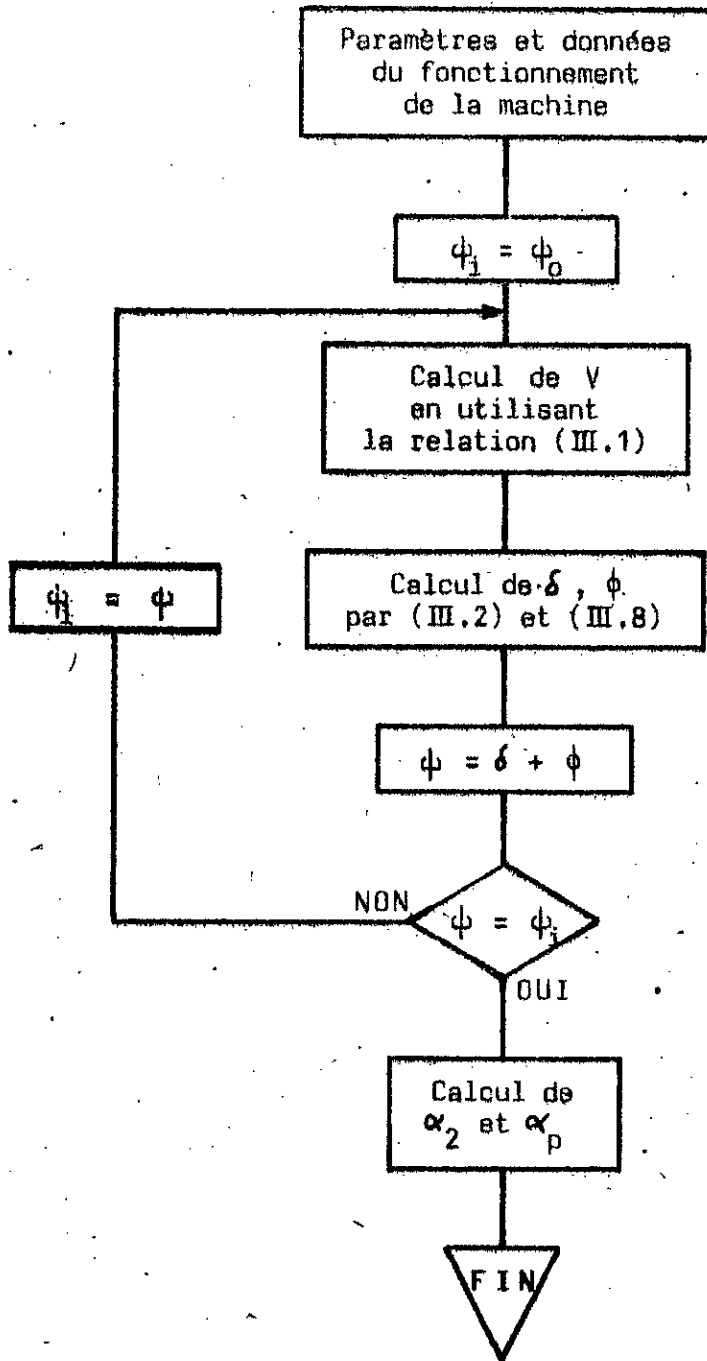 Paramètres et données
du fonctionnement
de la machine
ψi = ψo
Calcul de V
en utilisant
la relation (III.1)
Calcul de δ , ϕ
par (III.2) et (III.8)
ψi = ψ
ψ = δ + ϕ
NON
ψ = ψi
OUI
Calcul de
α2 et αp
FIN